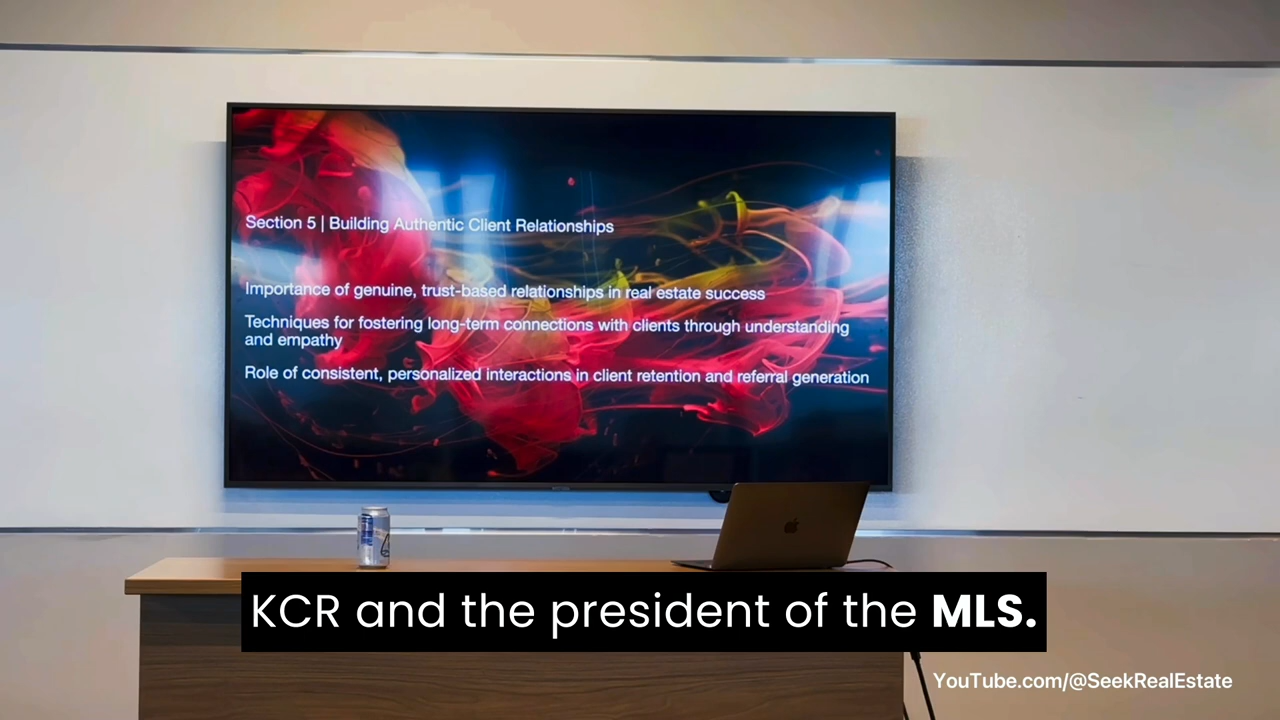 Section 5 | Building Authentic Client Relationships
Importance of genuine, trust-based relationships in real estate success
Techniques for fostering long-term connections with clients through understanding
and empathy
Role of consistent, personalized interactions in client retention and referral generation
KCR and the president of the MLS.
YouTube.com/@SeekRealEstate